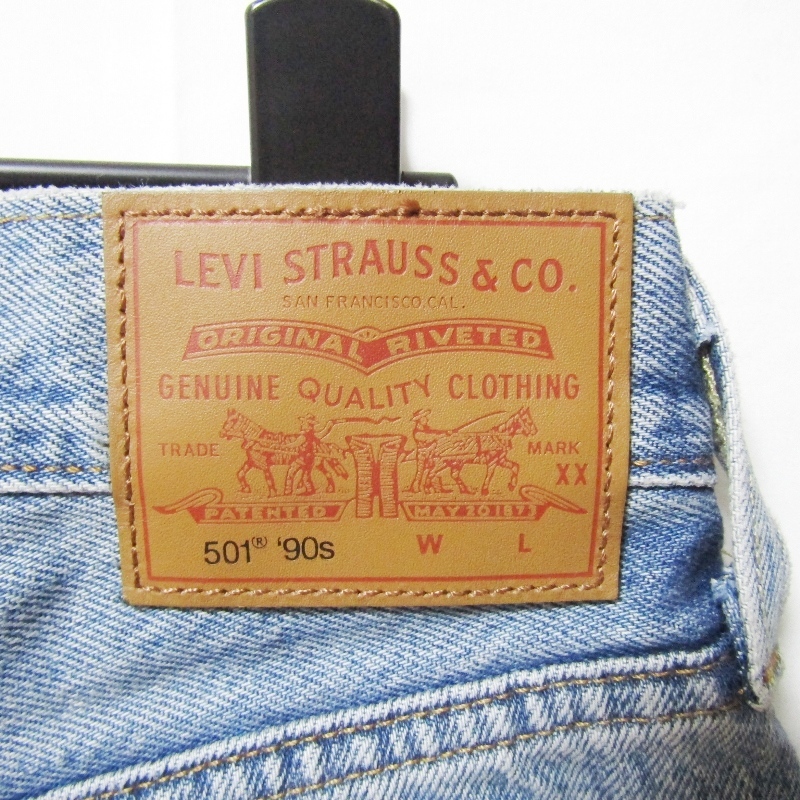 LEVI STRAUSS & CO.
SAN FRANCISCO, CAL.
ORIGINAL RIVETED
GENUINE QUALITY CLOTHING
TRADE MARK
XX
PATENTED MAY 20 1873
501® '90s W L